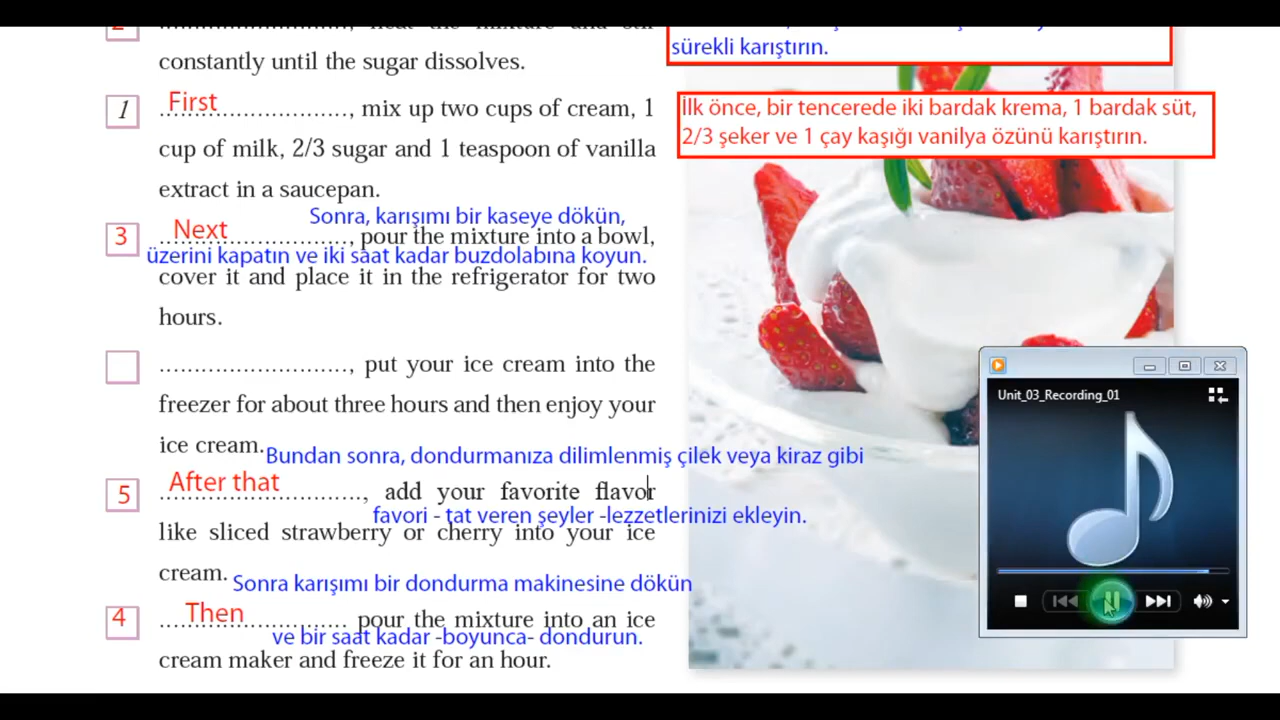 constantly until the sugar dissolves.
sürekli karıştırın.
1 First .........................., mix up two cups of cream, 1
cup of milk, 2/3 sugar and 1 teaspoon of vanilla
extract in a saucepan.
İlk önce, bir tencerede iki bardak krema, 1 bardak süt,
2/3 şeker ve 1 çay kaşığı vanilya özünü karıştırın.
Sonra, karışımı bir kaseye dökün,
3 Next .........................., pour the mixture into a bowl,
üzerini kapatın ve iki saat kadar buzdolabına koyun.
cover it and place it in the refrigerator for two
hours.
.........................., put your ice cream into the
freezer for about three hours and then enjoy your
ice cream.
Bundan sonra, dondurmanıza dilimlenmiş çilek veya kiraz gibi
5 After that .........................., add your favorite flavor
favori - tat veren şeyler -lezzetlerinizi ekleyin.
like sliced strawberry or cherry into your ice
cream.
Sonra karışımı bir dondurma makinesine dökün
4 Then .......................... pour the mixture into an ice
ve bir saat kadar -boyunca- dondurun.
cream maker and freeze it for an hour.
Unit_03_Recording_01